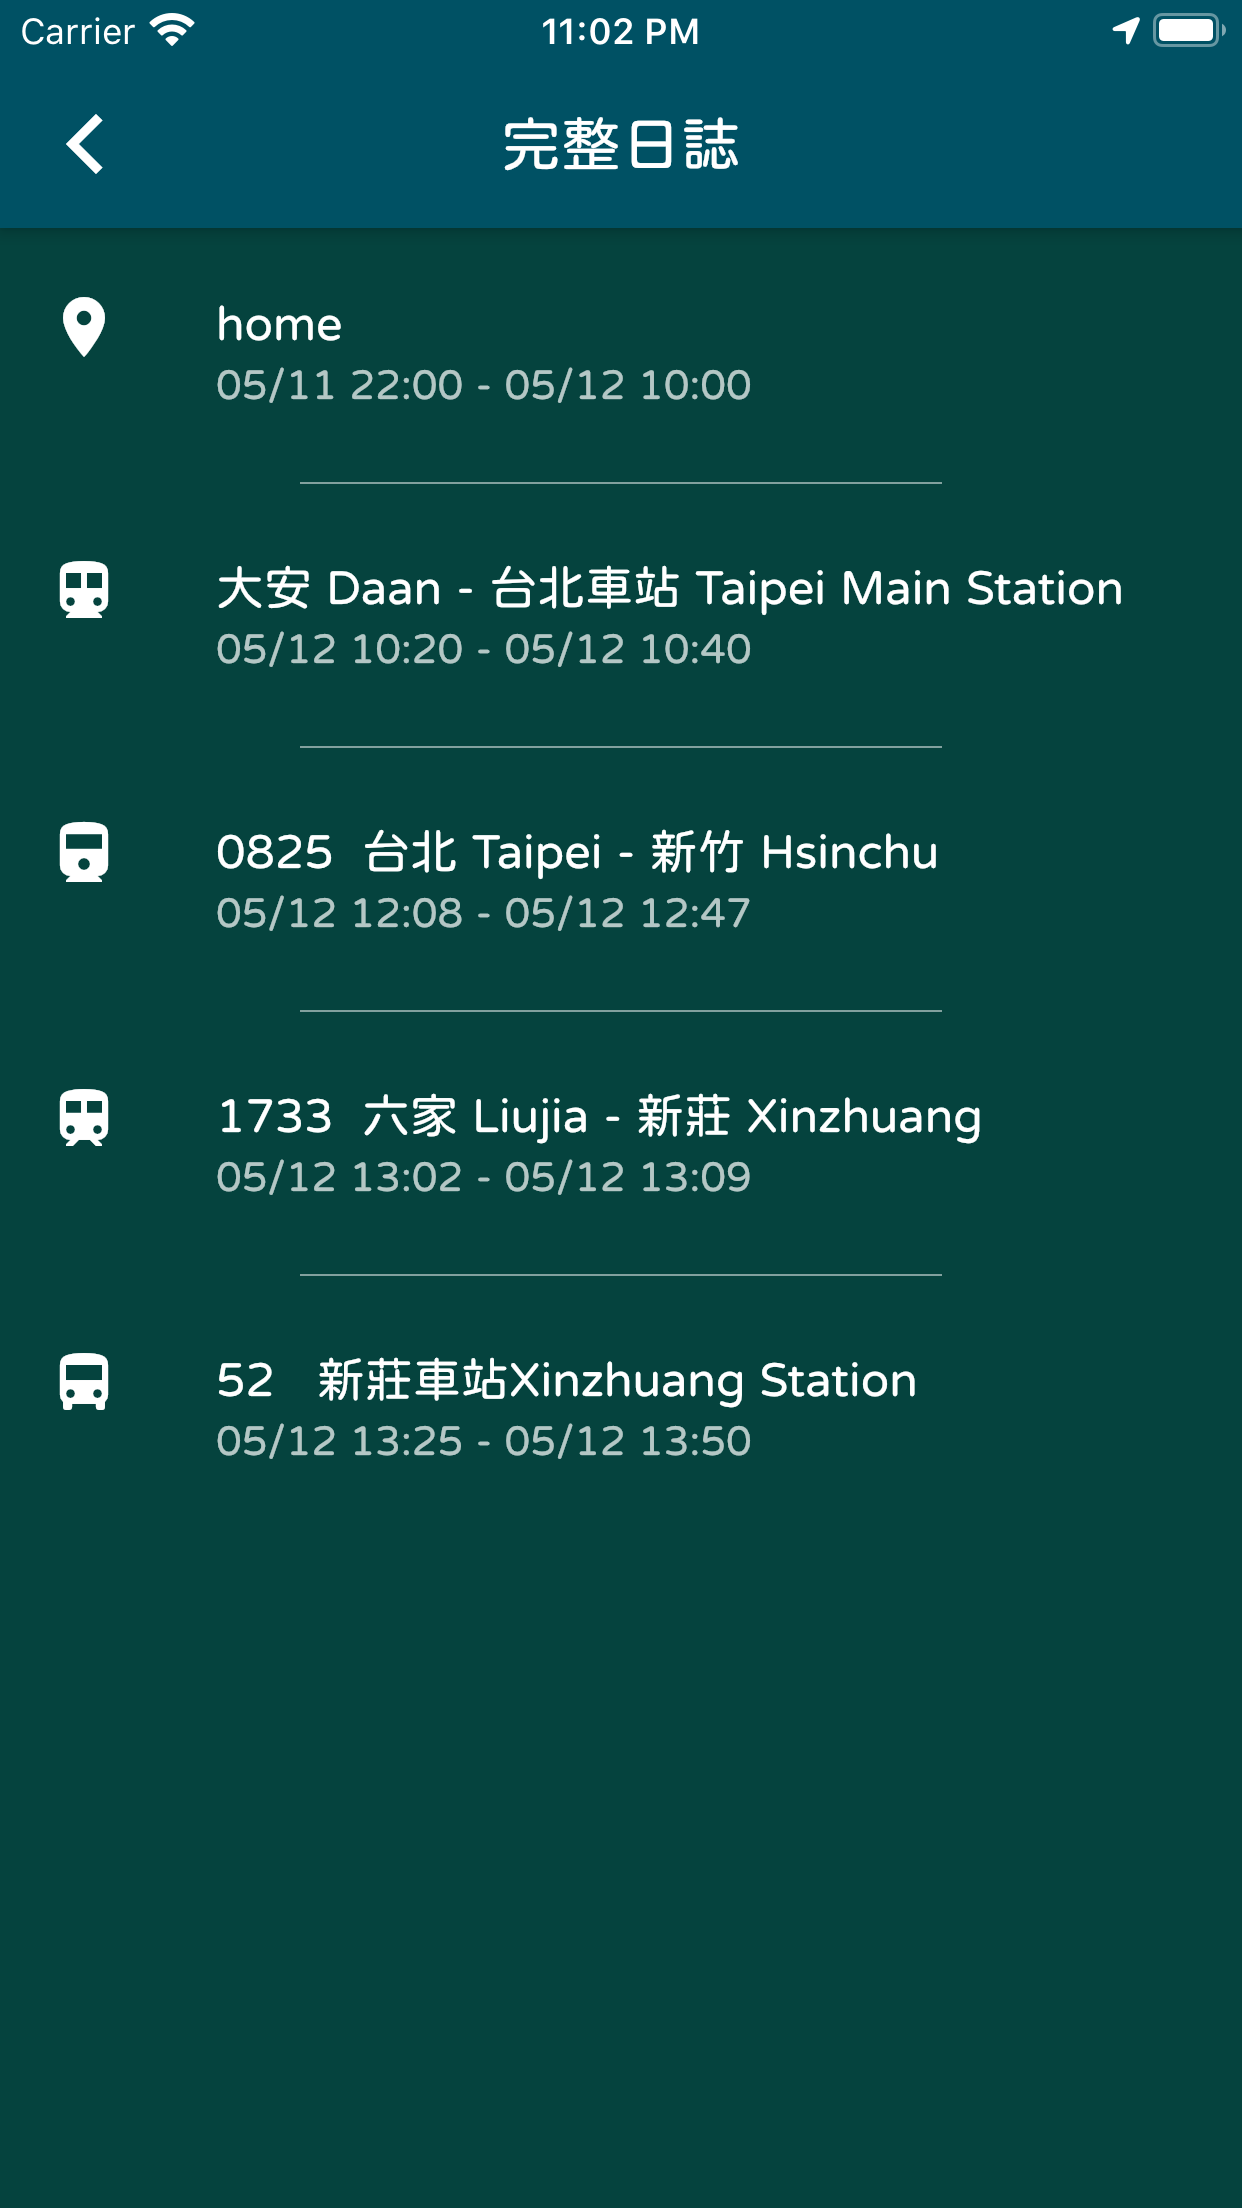 Carrier 11:02 PM
完整日誌
home
05/11 22:00 - 05/12 10:00
大安 Daan - 台北車站 Taipei Main Station
05/12 10:20 - 05/12 10:40
0825 台北 Taipei - 新竹 Hsinchu
05/12 12:08 - 05/12 12:47
1733 六家 Liujia - 新莊 Xinzhuang
05/12 13:02 - 05/12 13:09
52 新莊車站Xinzhuang Station
05/12 13:25 - 05/12 13:50